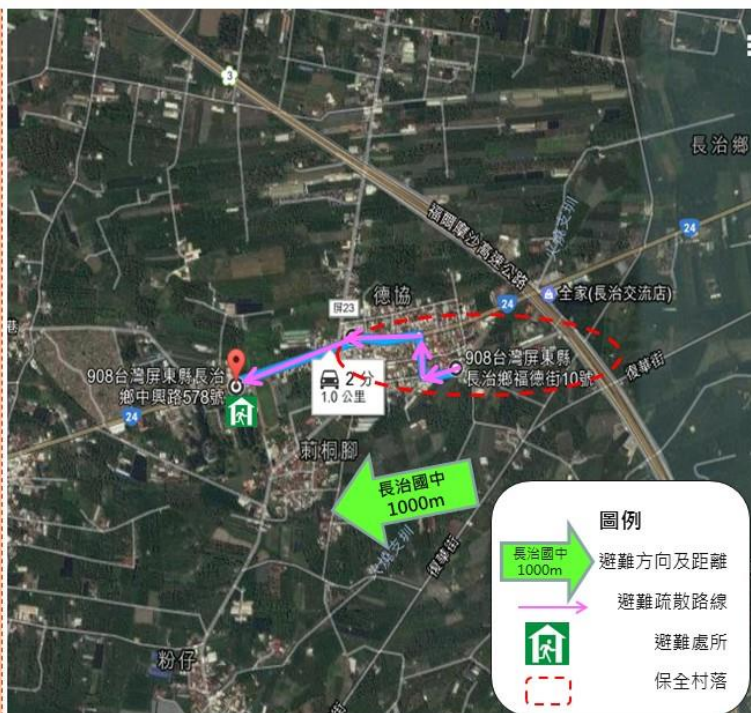 3
長治鄉
福爾摩沙高速公路
24
屏23
德協
24
全家(長治交流店)
908台灣屏東縣
長治鄉福德街10號
復華街
908台灣屏東縣長治
鄉中興路578號
2 分
1.0 公里
24
莿桐腳
長治國中
1000m
復華街
粉仔
圖例
長治國中
1000m
避難方向及距離
避難疏散路線
避難處所
保全村落